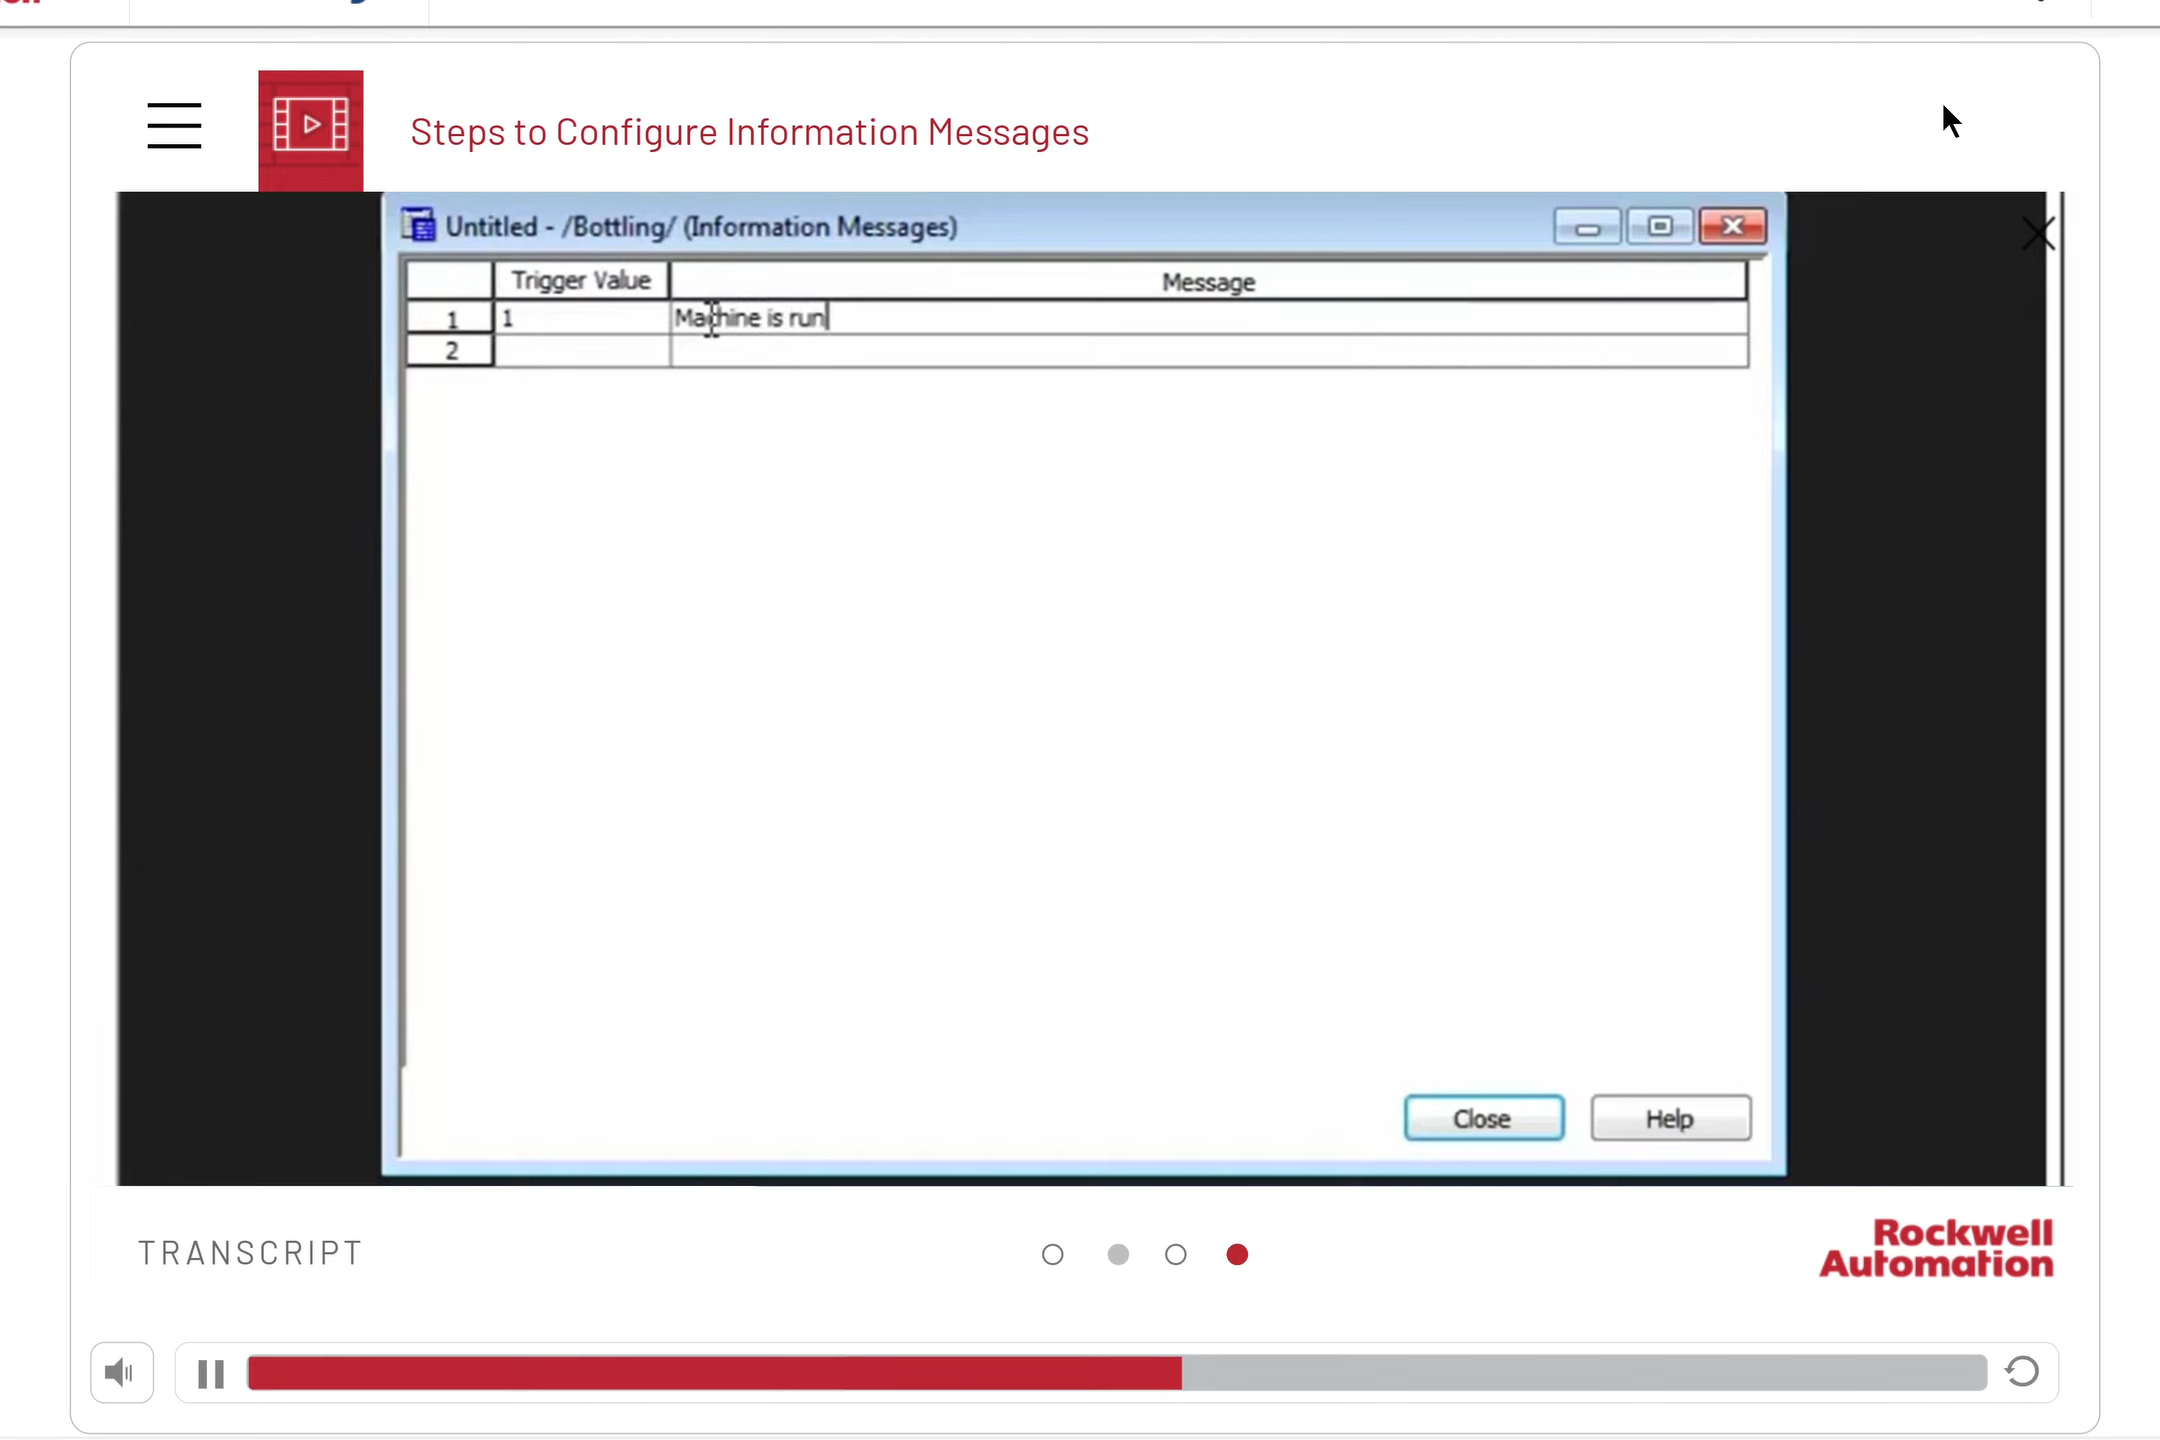 Steps to Configure Information Messages
Untitled - /Bottling/ (Information Messages)
Trigger Value Message
1 1 Machine is run
2
Close Help
TRANSCRIPT
Rockwell
Automation